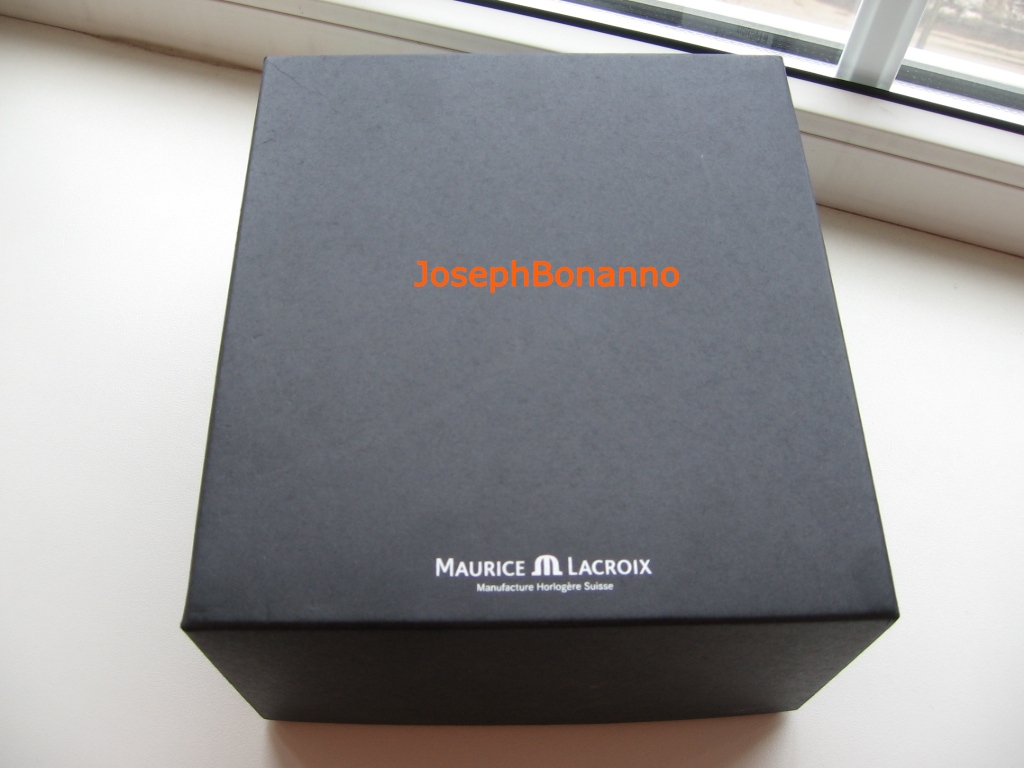 JosephBonanno
MAURICE LACROIX
Manufacture Horlogère Suisse